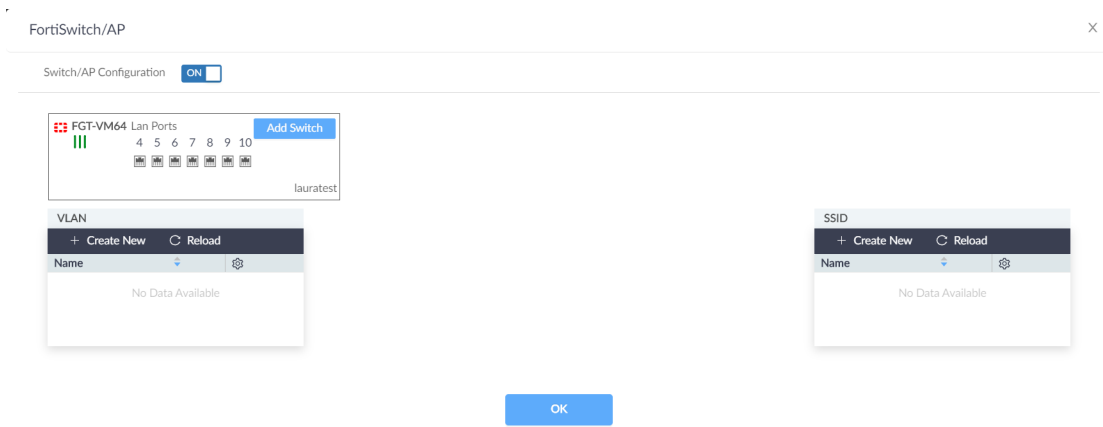 FortiSwitch/AP X
Switch/AP Configuration ON
FGT-VM64 Lan Ports Add Switch
4 5 6 7 8 9 10
lauratest
VLAN
+ Create New Reload
Name
No Data Available
SSID
+ Create New Reload
Name
No Data Available
OK